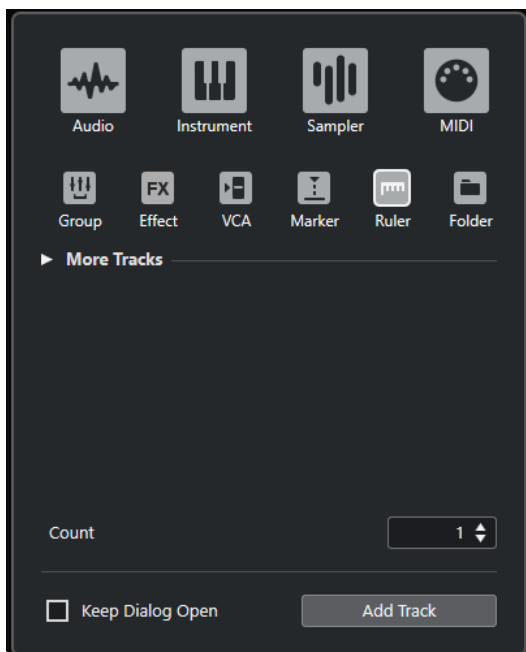 Audio Instrument Sampler MIDI
FX
Group Effect VCA Marker Ruler Folder
More Tracks
Count 1
Keep Dialog Open Add Track